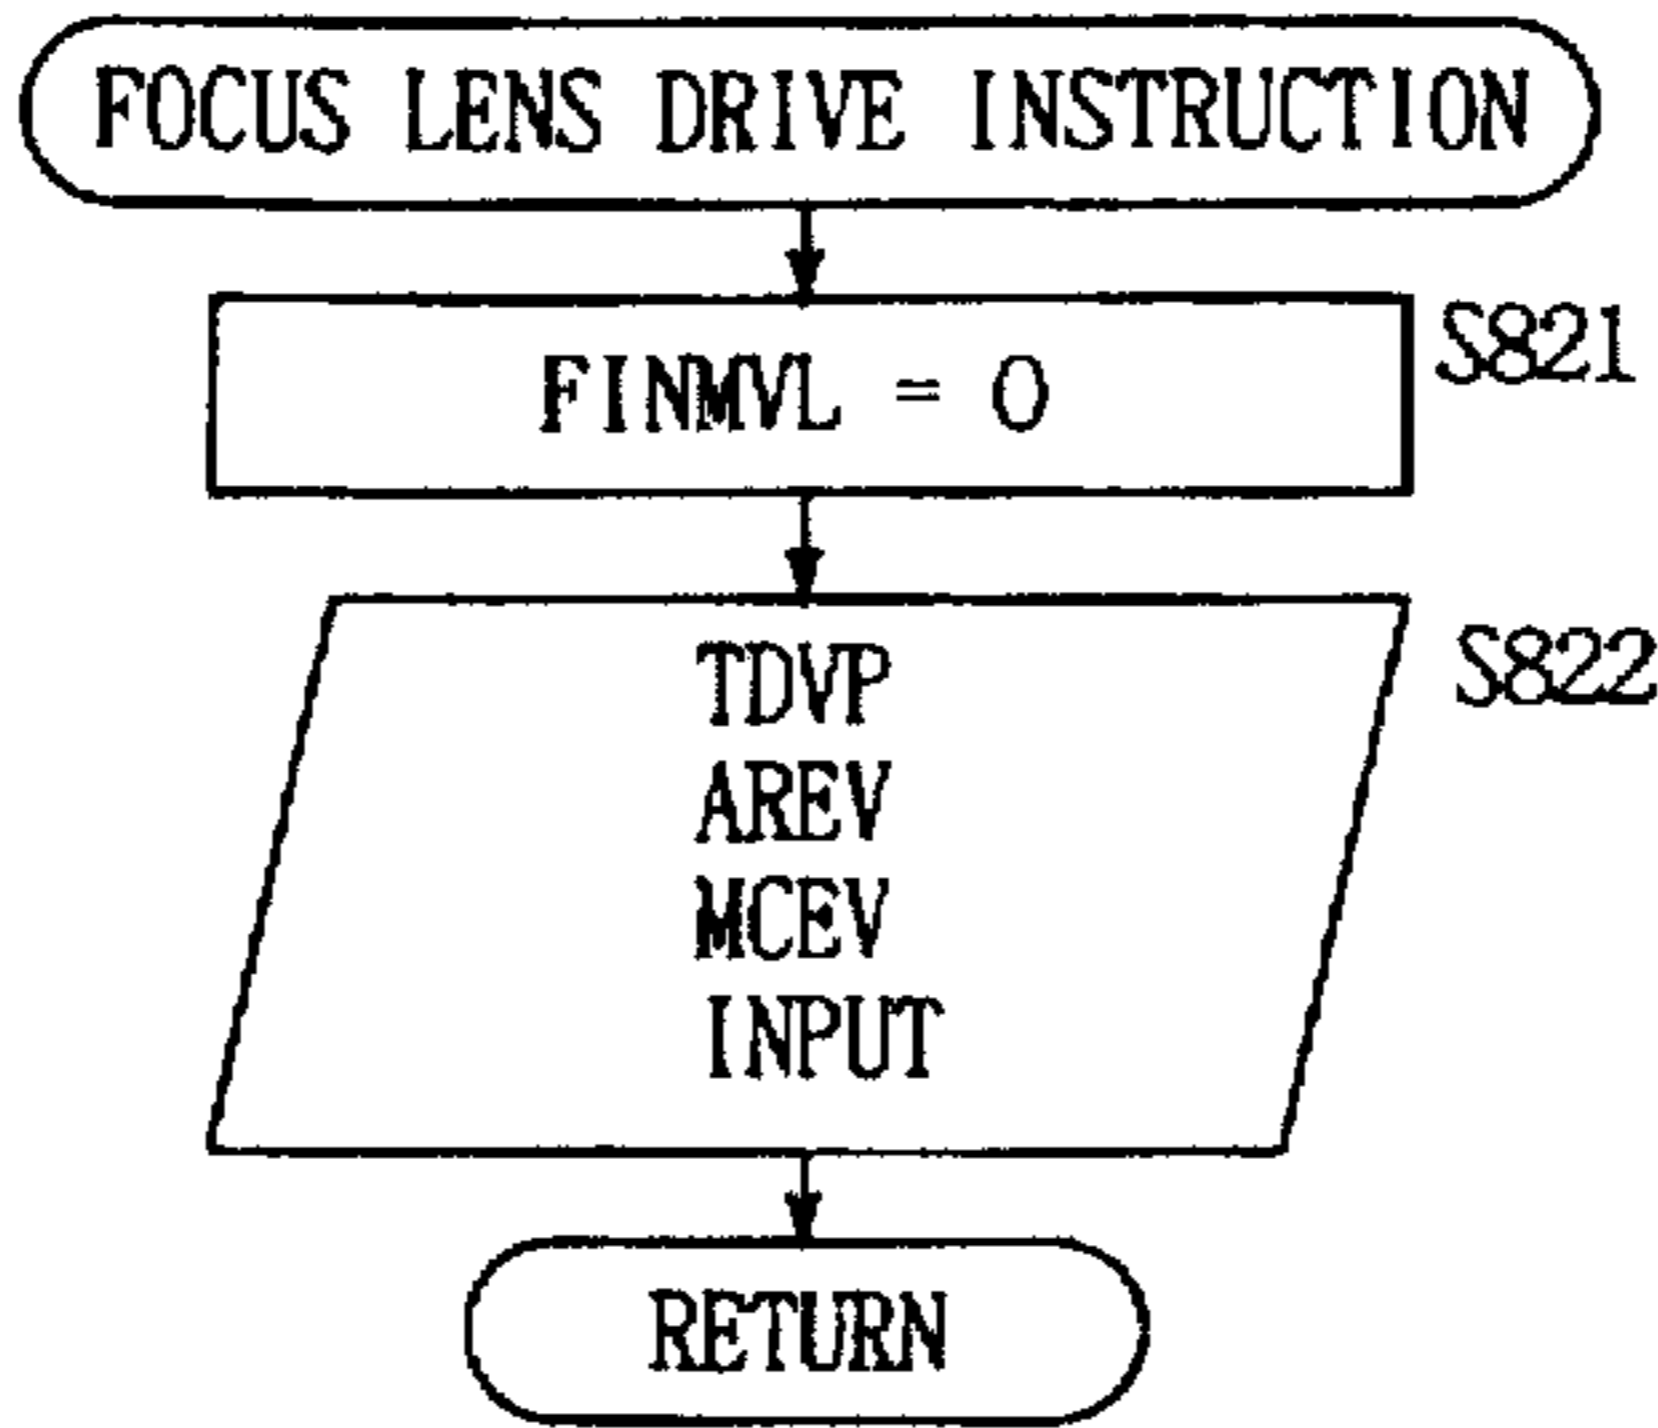 FOCUS LENS DRIVE INSTRUCTION
FINMVL = 0
S821
TDVP
S822
AREV
MCEV
INPUT
RETURN